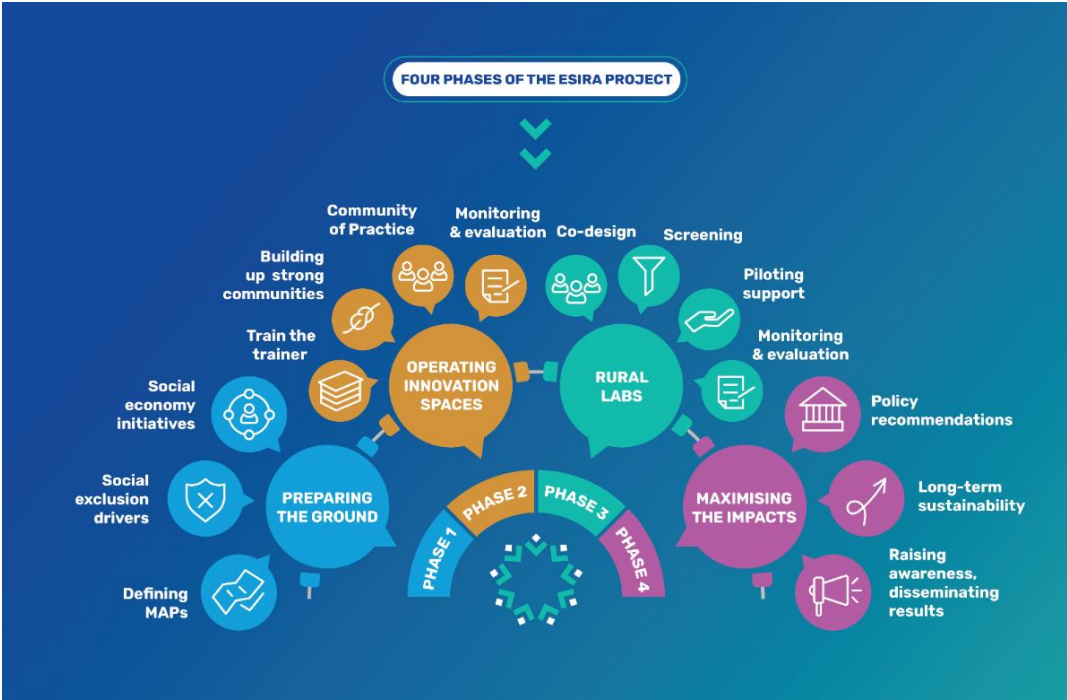 FOUR PHASES OF THE ESIRA PROJECT
Community
of Practice
Monitoring
& evaluation
Co-design
Screening
Building
up strong
communities
Piloting
support
Train the
trainer
Monitoring
& evaluation
OPERATING
INNOVATION
SPACES
RURAL
LABS
Social
economy
initiatives
Policy
recommendations
Social
exclusion
drivers
PREPARING
THE GROUND
MAXIMISING
THE IMPACTS
Long-term
sustainability
Defining
MAPs
Raising
awareness,
disseminating
results
PHASE 1
PHASE 2
PHASE 3
PHASE 4